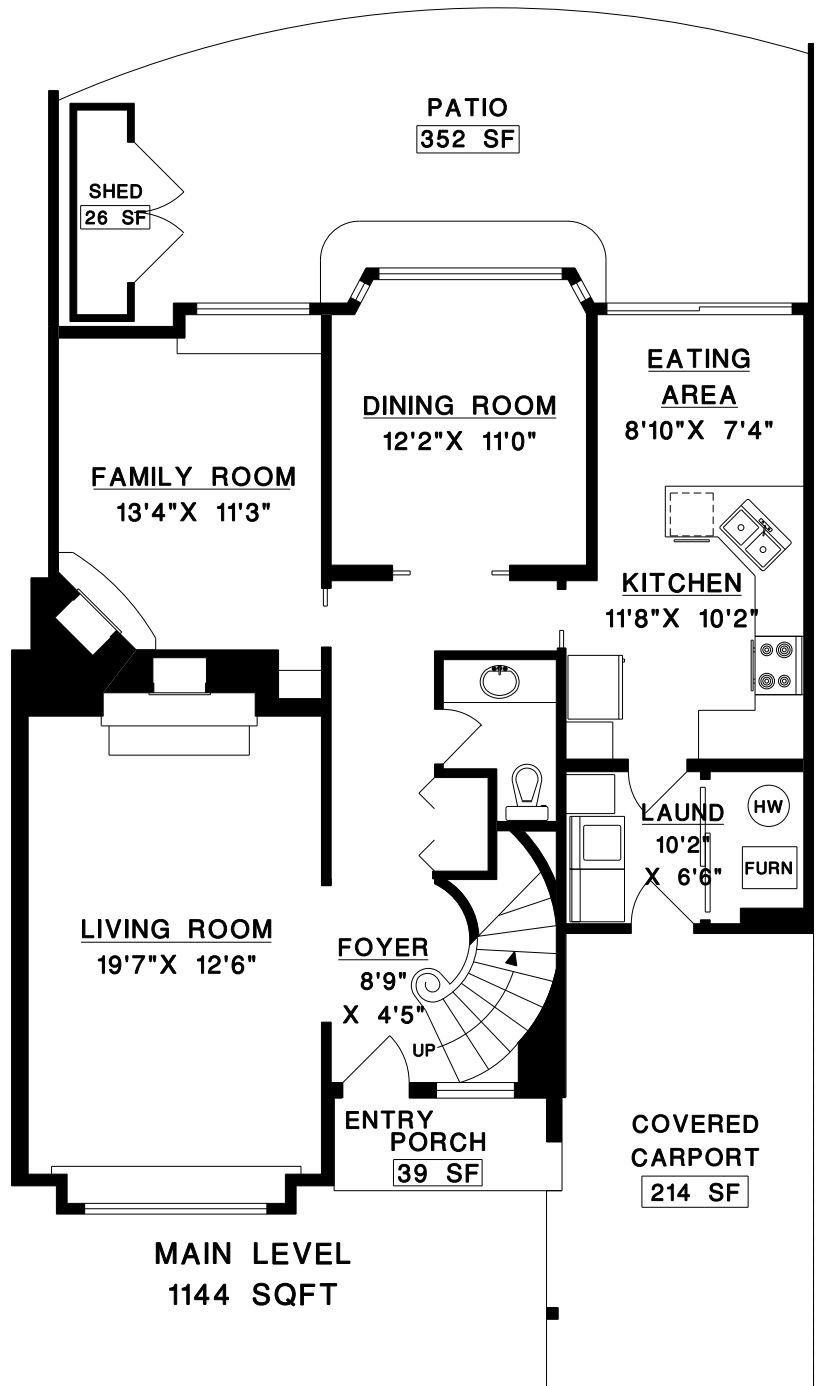 PATIO
352 SF
SHED
26 SF
EATING
AREA
8'10"X 7'4"
DINING ROOM
12'2"X 11'0"
FAMILY ROOM
13'4"X 11'3"
KITCHEN
11'8"X 10'2"
HW
LAUND
10'2"
X 6'6"
FURN
LIVING ROOM
19'7"X 12'6"
FOYER
8'9"
X 4'5"
UP
ENTRY
PORCH
39 SF
COVERED
CARPORT
214 SF
MAIN LEVEL
1144 SQFT